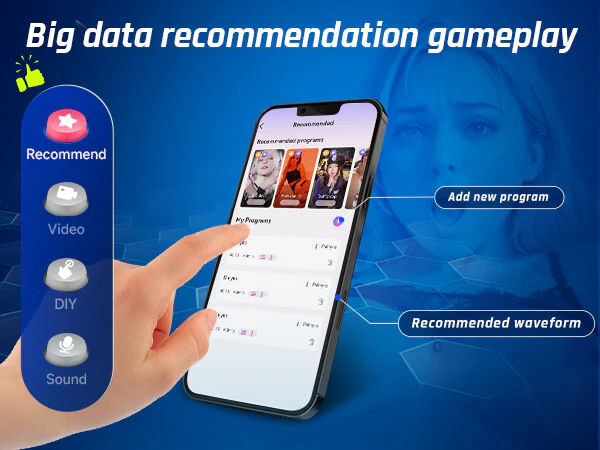 Big data recommendation gameplay
Recommend
Video
DIY
Sound
Recommended
Recommended programs
My Programs
Add new program
Recommended waveform